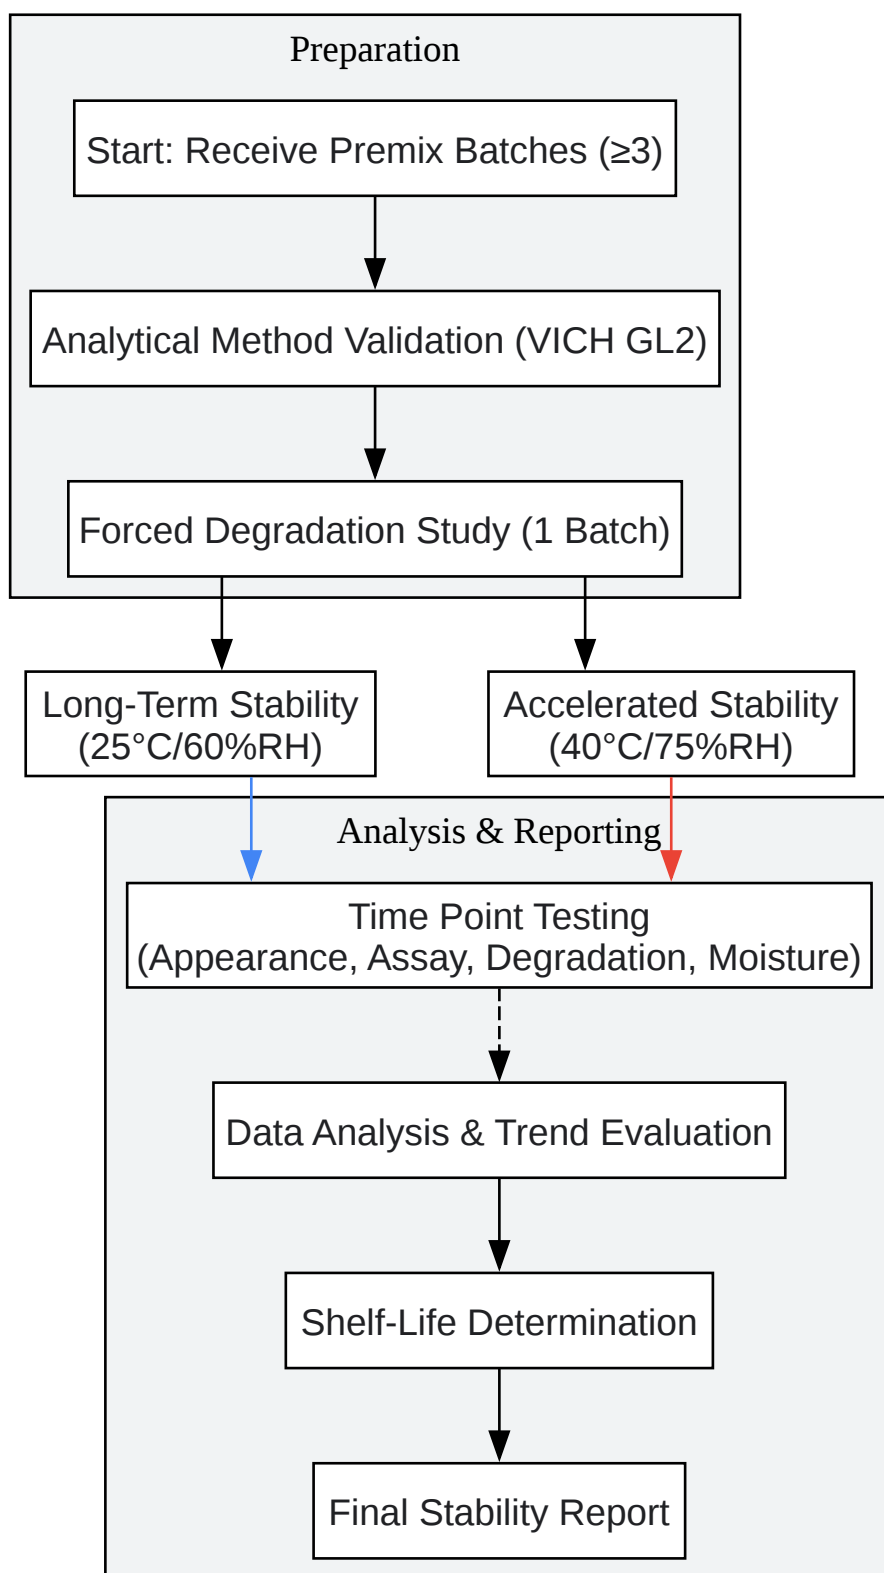 Preparation
Start: Receive Premix Batches (≥3)
Analytical Method Validation (VICH GL2)
Forced Degradation Study (1 Batch)
Long-Term Stability
(25°C/60%RH)
Accelerated Stability
(40°C/75%RH)
Analysis & Reporting
Time Point Testing
(Appearance, Assay, Degradation, Moisture)
Data Analysis & Trend Evaluation
Shelf-Life Determination
Final Stability Report